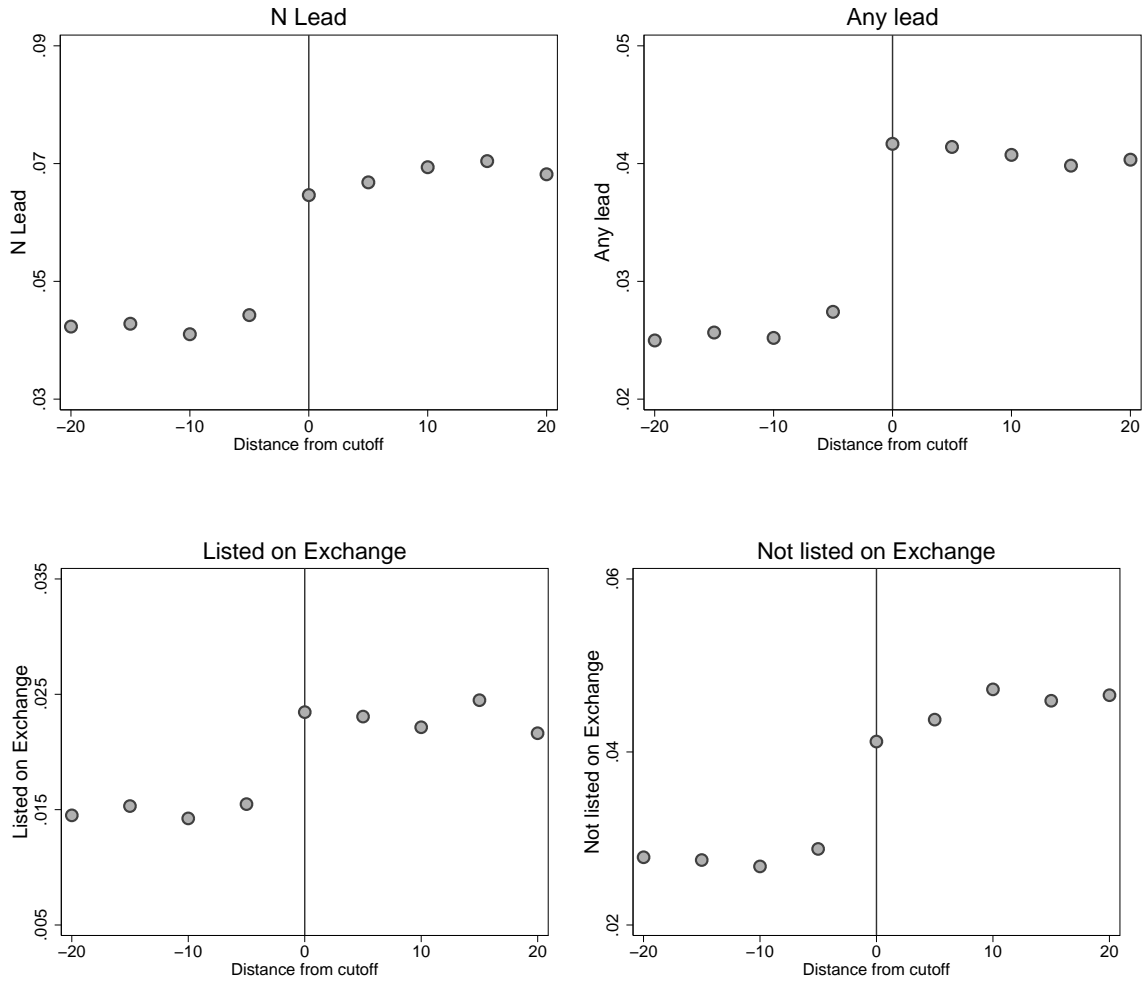 N Lead
N Lead
.03 .05 .07 .09
−20 −10 0 10 20
Distance from cutoff
Any lead
Any lead
.02 .03 .04 .05
−20 −10 0 10 20
Distance from cutoff
Listed on Exchange
Listed on Exchange
.005 .015 .025 .035
−20 −10 0 10 20
Distance from cutoff
Not listed on Exchange
Not listed on Exchange
.02 .04 .06
−20 −10 0 10 20
Distance from cutoff